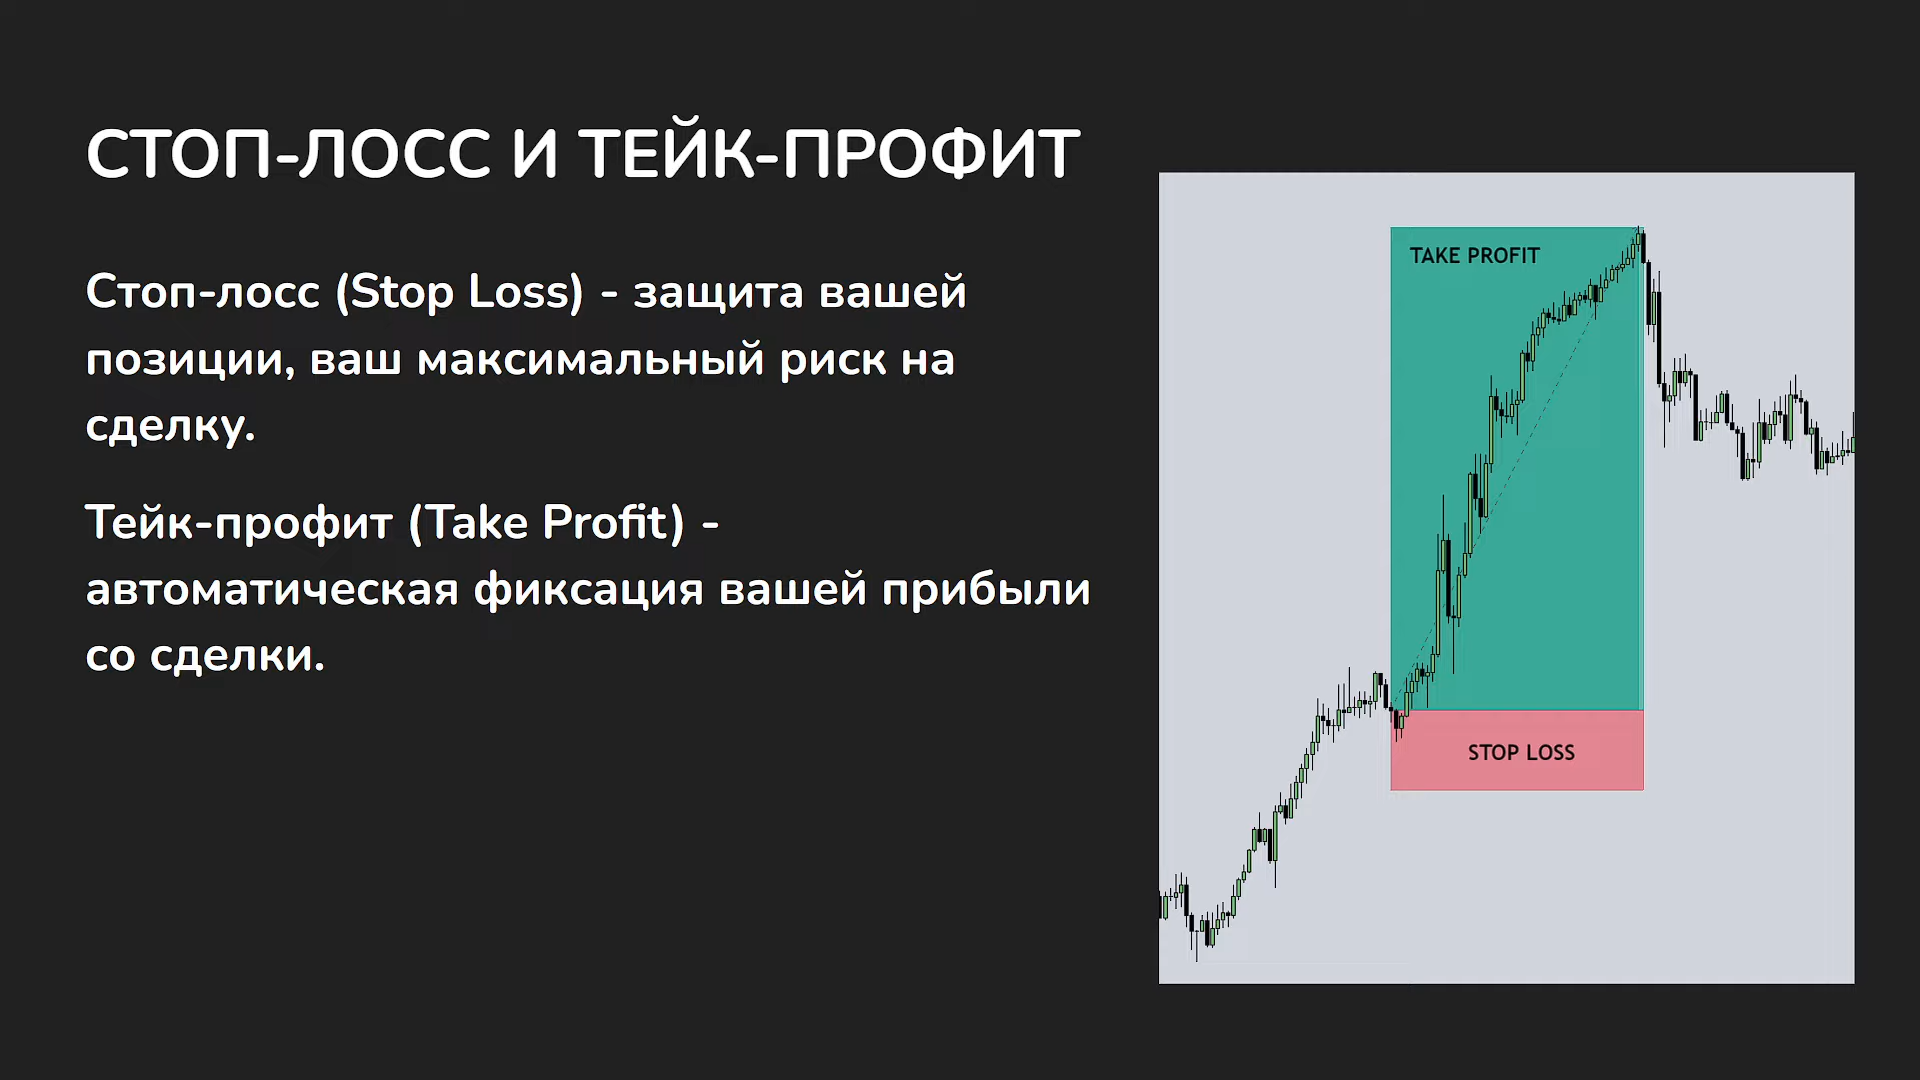 СТОП-ЛОСС И ТЕЙК-ПРОФИТ
Стоп-лосс (Stop Loss) - защита вашей
позиции, ваш максимальный риск на
сделку.
Тейк-профит (Take Profit) -
автоматическая фиксация вашей прибыли
со сделки.
TAKE PROFIT
STOP LOSS